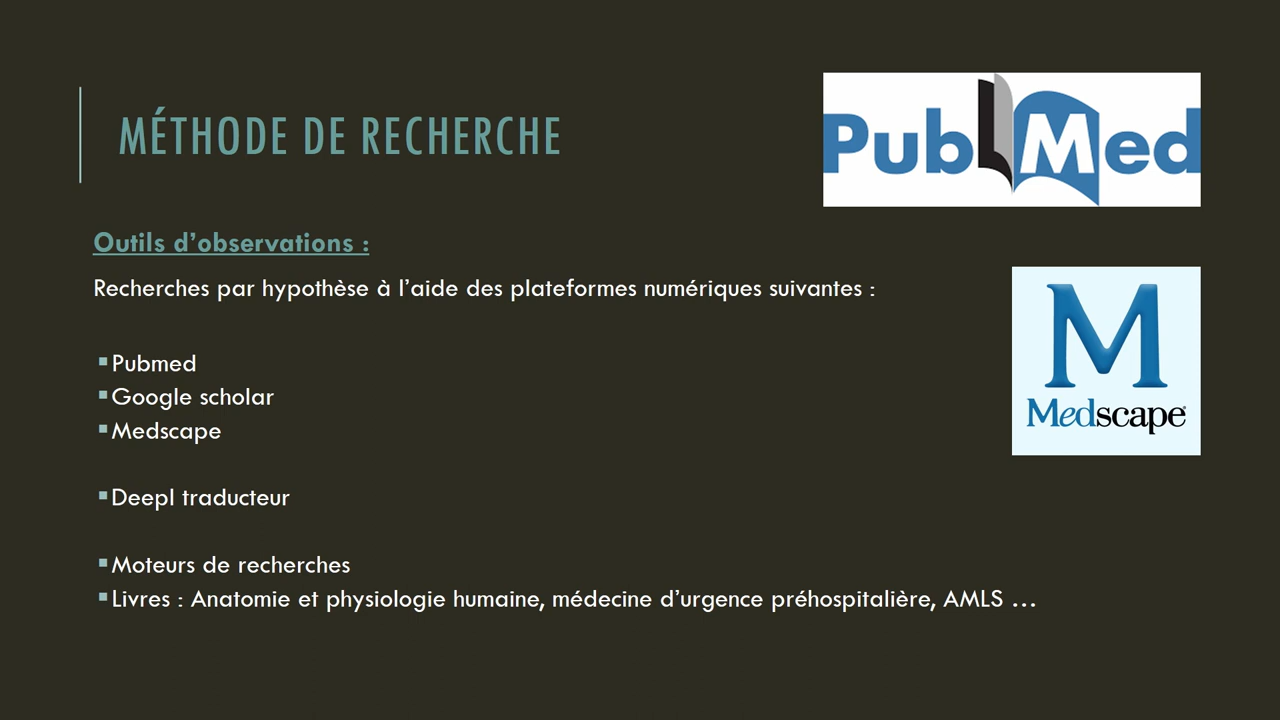 MÉTHODE DE RECHERCHE
PubMed
Outils d’observations :
Recherches par hypothèse à l’aide des plateformes numériques suivantes :
M
Medscape
▪Pubmed
▪Google scholar
▪Medscape
▪Deepl traducteur
▪Moteurs de recherches
▪Livres : Anatomie et physiologie humaine, médecine d’urgence préhospitalière, AMLS …